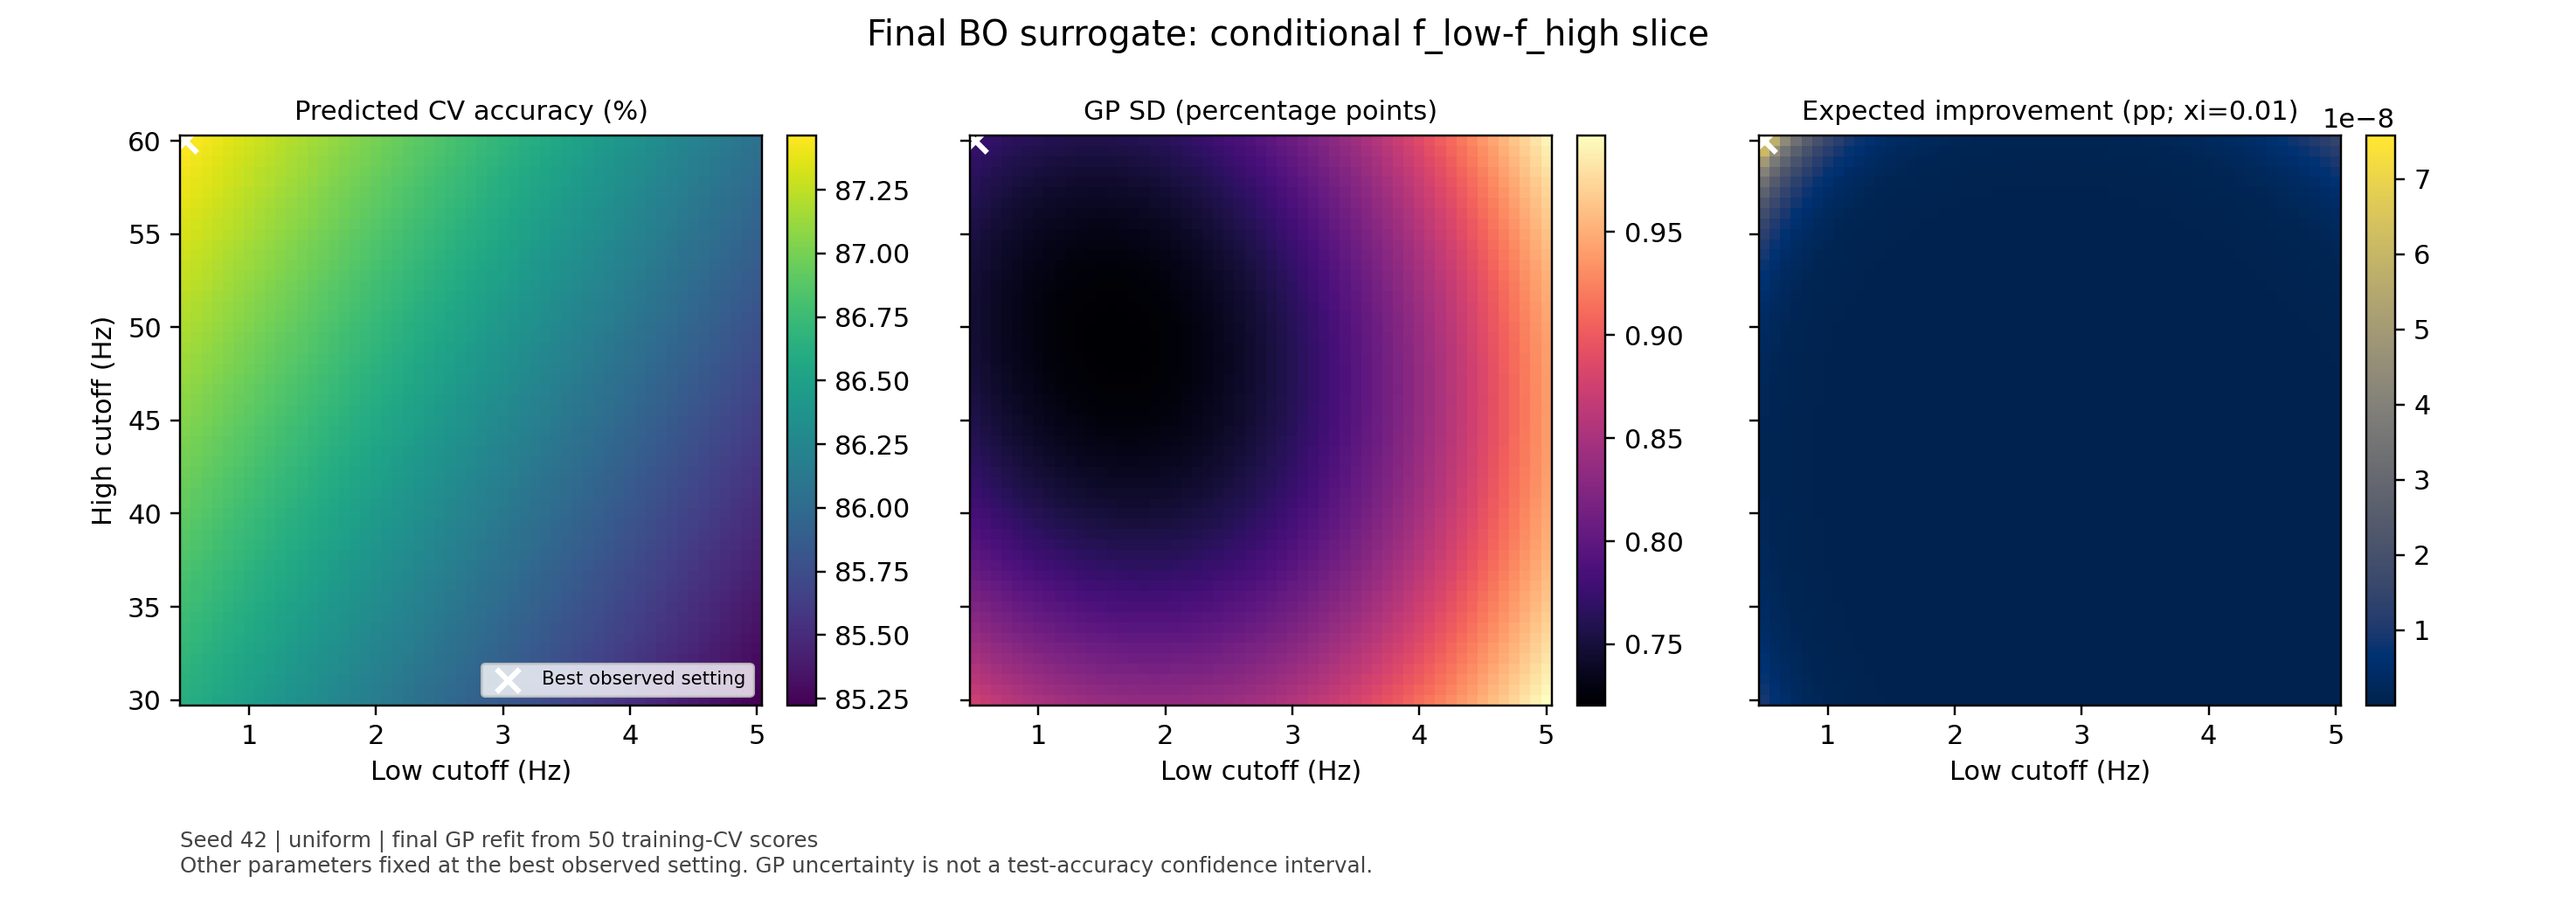 Final BO surrogate: conditional f_low-f_high slice
Predicted CV accuracy (%)
60
55
50
45
40
35
30
High cutoff (Hz)
1 2 3 4 5
Low cutoff (Hz)
Best observed setting
87.25
87.00
86.75
86.50
86.25
86.00
85.75
85.50
85.25
GP SD (percentage points)
1 2 3 4 5
Low cutoff (Hz)
0.95
0.90
0.85
0.80
0.75
Expected improvement (pp; xi=0.01)
1e−8
1 2 3 4 5
Low cutoff (Hz)
7
6
5
4
3
2
1
Seed 42 | uniform | final GP refit from 50 training-CV scores
Other parameters fixed at the best observed setting. GP uncertainty is not a test-accuracy confidence interval.